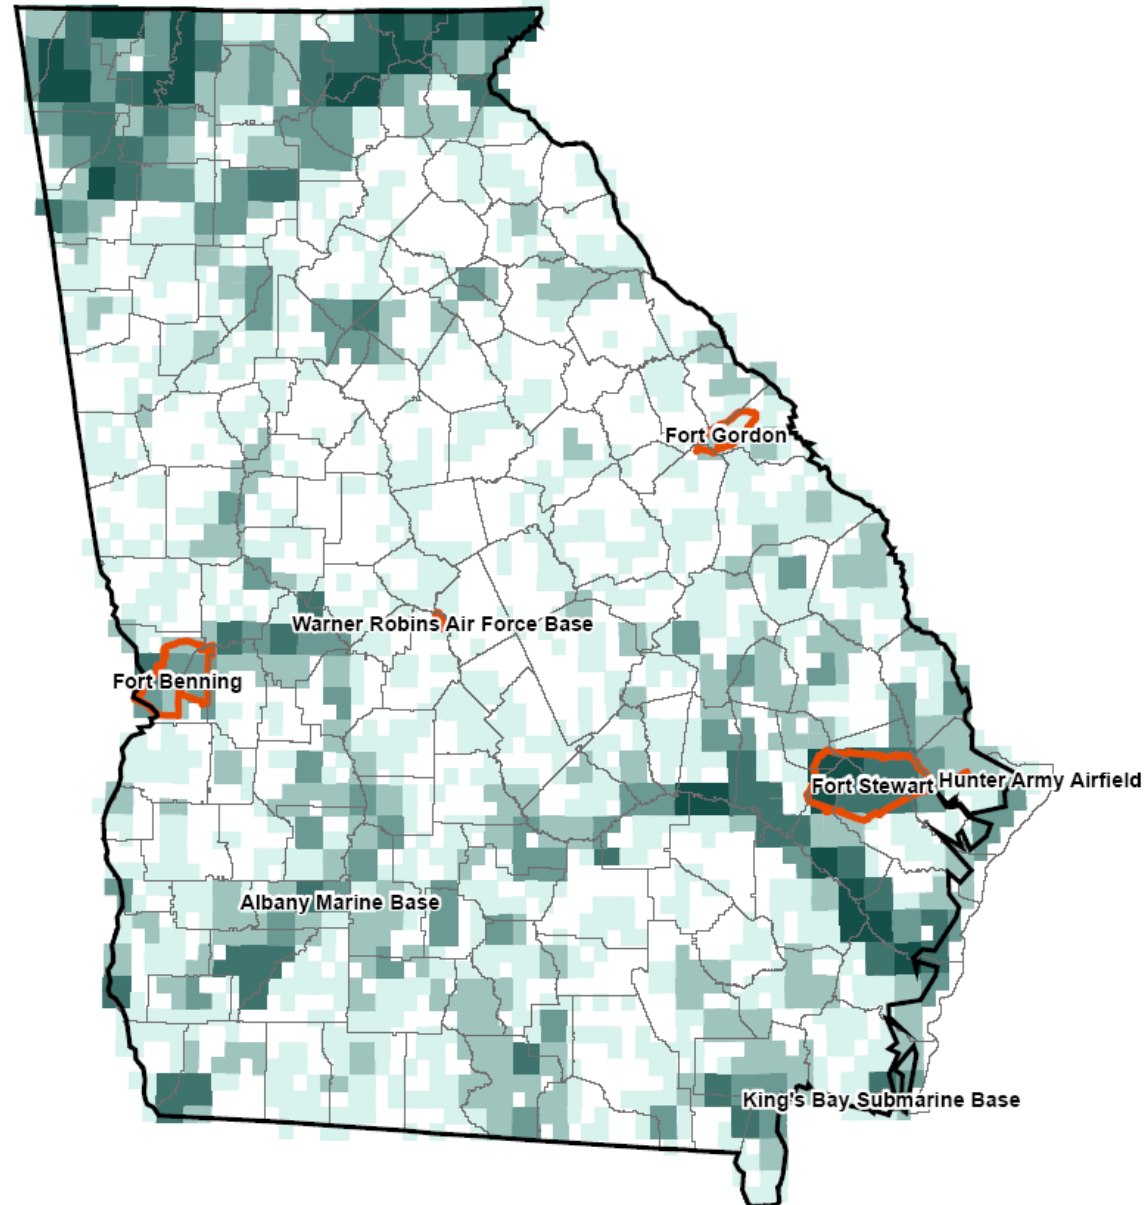 Fort Gordon
Warner Robins Air Force Base
Fort Benning
Fort Stewart
Hunter Army Airfield
Albany Marine Base
King's Bay Submarine Base